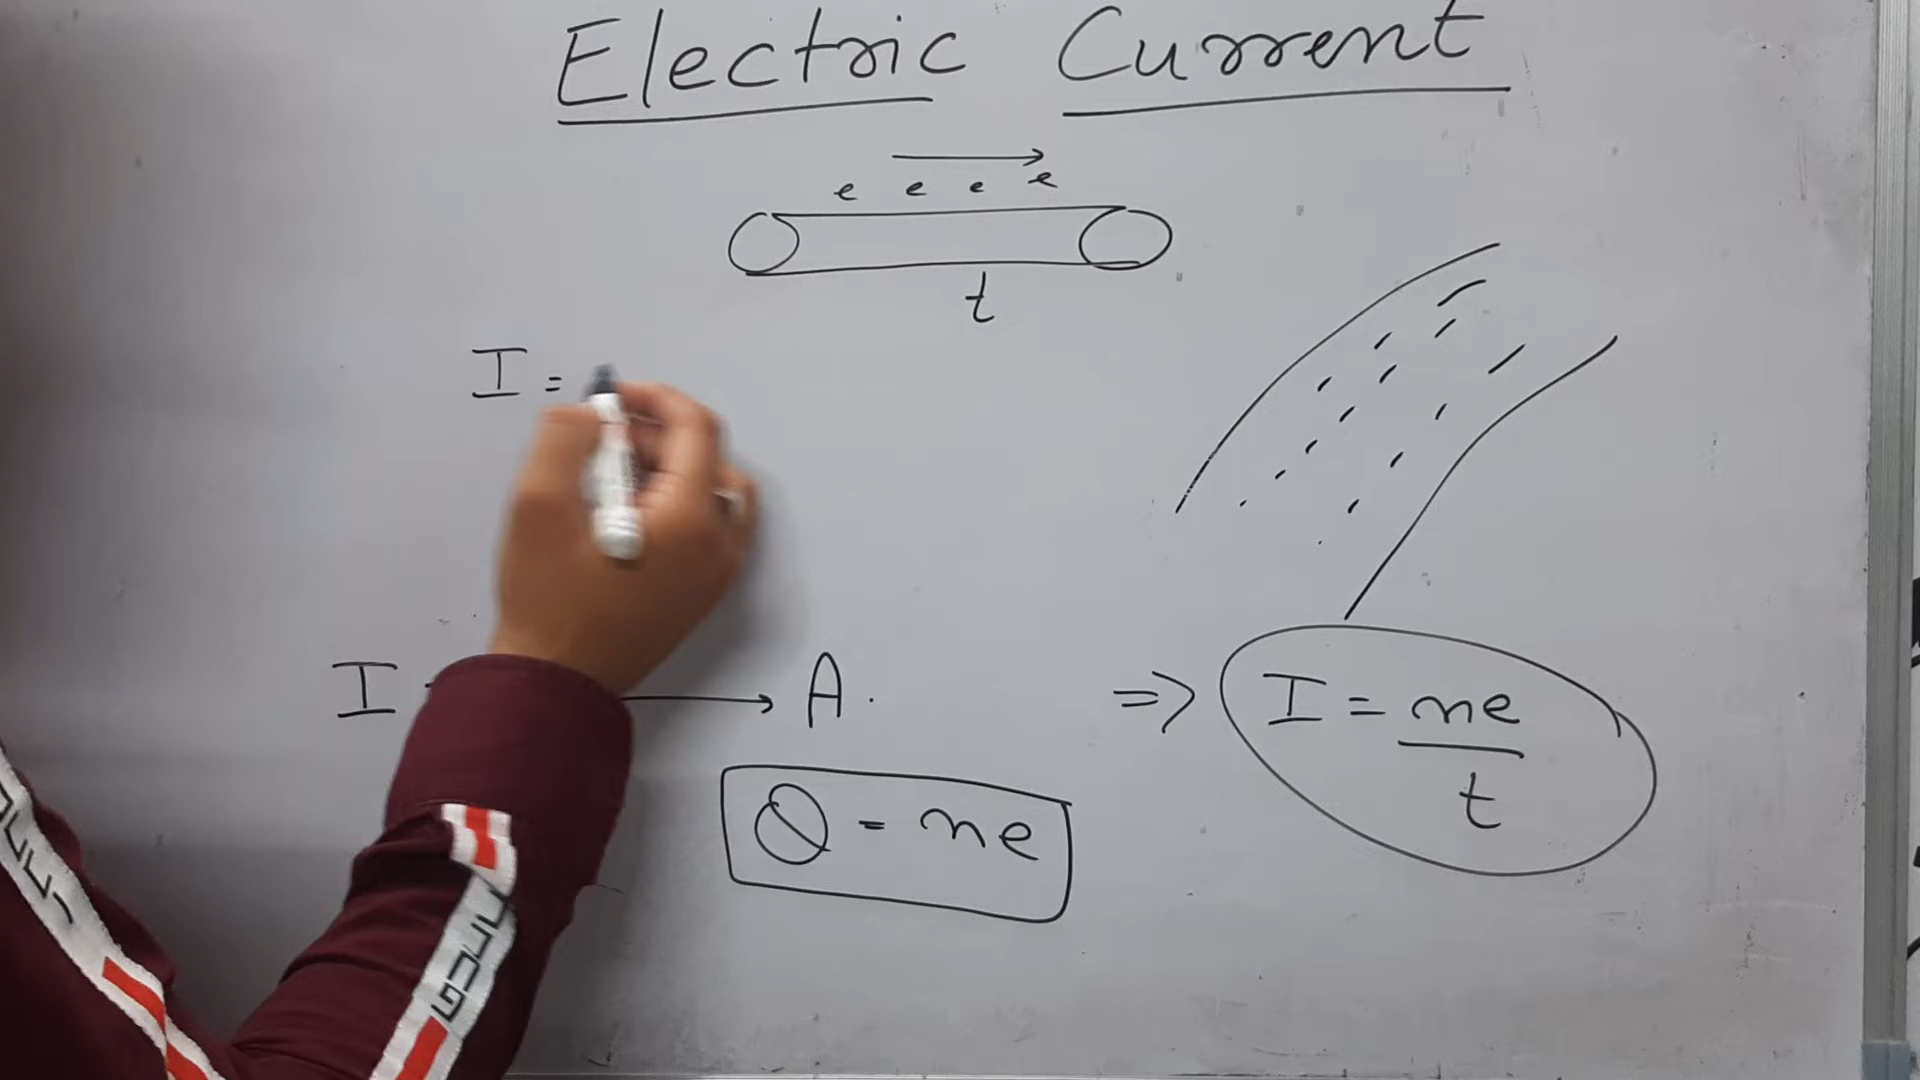 Electric Current
e e e e
t
I =
I → A.
=> I = ne
t
Q = ne